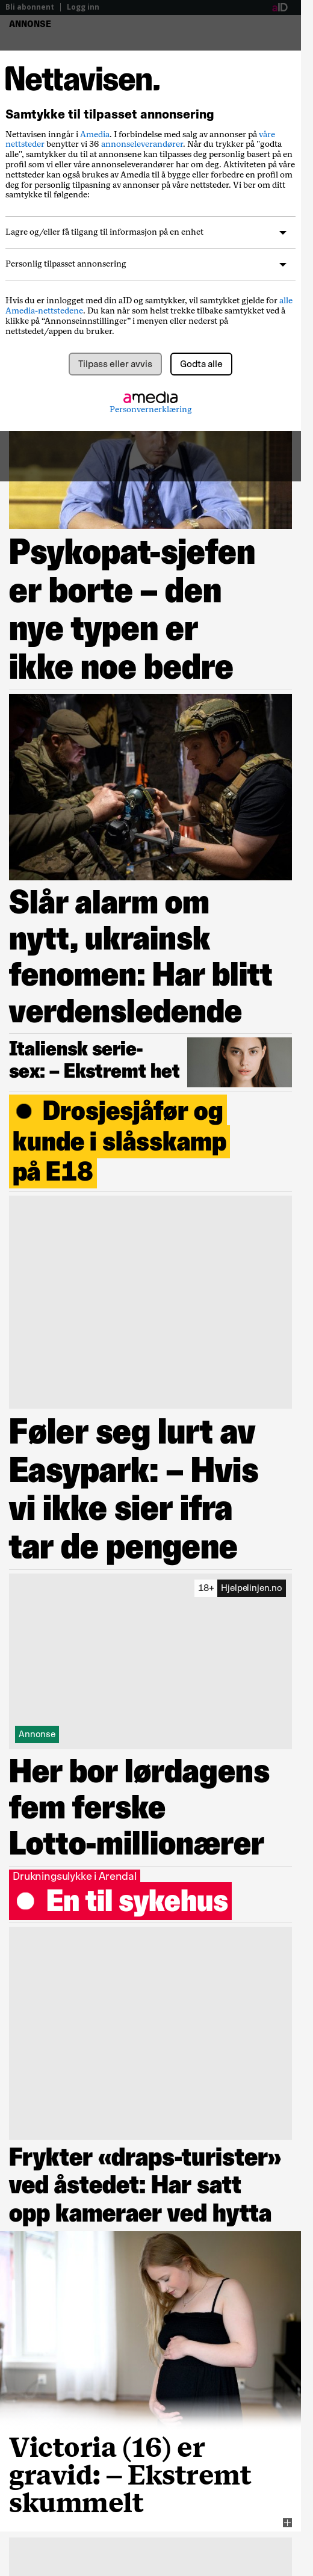 Bli abonnent | Logg inn
aID
ANNONSE
Nettavisen.
Samtykke til tilpasset annonsering
Nettavisen inngår i Amedia. I forbindelse med salg av annonser på våre
nettsteder benytter vi 36 annonseleverandører. Når du trykker på "godta
alle", samtykker du til at annonsene kan tilpasses deg personlig basert på en
profil som vi eller våre annonseleverandører har om deg. Aktiviteten på våre
nettsteder kan også brukes av Amedia til å bygge eller forbedre en profil om
deg for personlig tilpasning av annonser på våre nettsteder. Vi ber om ditt
samtykke til følgende:
Lagre og/eller få tilgang til informasjon på en enhet
Personlig tilpasset annonsering
Hvis du er innlogget med din aID og samtykker, vil samtykket gjelde for alle
Amedia-nettstedene. Du kan når som helst trekke tilbake samtykket ved å
klikke på “Annonseinnstillinger” i menyen eller nederst på
nettstedet/appen du bruker.
Tilpass eller avvis
Godta alle
amedia
Personvernerklæring
Psykopat-sjefen
er borte – den
nye typen er
ikke noe bedre
Slår alarm om
nytt, ukrainsk
fenomen: Har blitt
verdensledende
Italiensk serie-
sex: – Ekstremt het
Drosjesjåfør og
kunde i slåsskamp
på E18
Føler seg lurt av
Easypark: – Hvis
vi ikke sier ifra
tar de pengene
18+ Hjelpelinjen.no
Annonse
Her bor lørdagens
fem ferske
Lotto-millionærer
Drukningsulykke i Arendal
En til sykehus
Frykter «draps-turister»
ved åstedet: Har satt
opp kameraer ved hytta
Victoria (16) er
gravid: – Ekstremt
skummelt